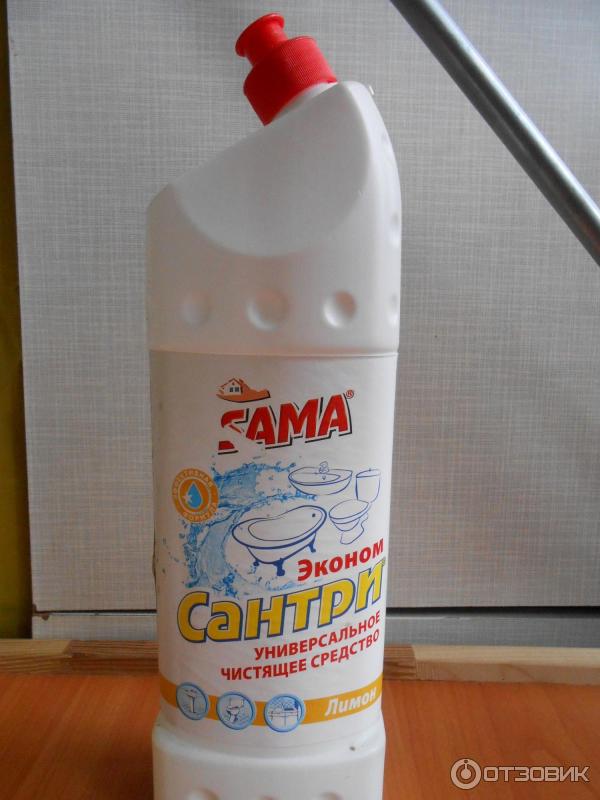 SAMA®
Эконом
Сантри®
УНИВЕРСАЛЬНОЕ
ЧИСТЯЩЕЕ СРЕДСТВО
Лимон
ОТЗОВИК